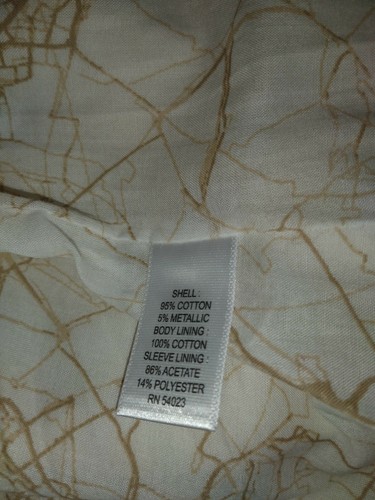 SHELL :
95% COTTON
5% METALLIC
BODY LINING :
100% COTTON
SLEEVE LINING :
86% ACETATE
14% POLYESTER
RN 54023